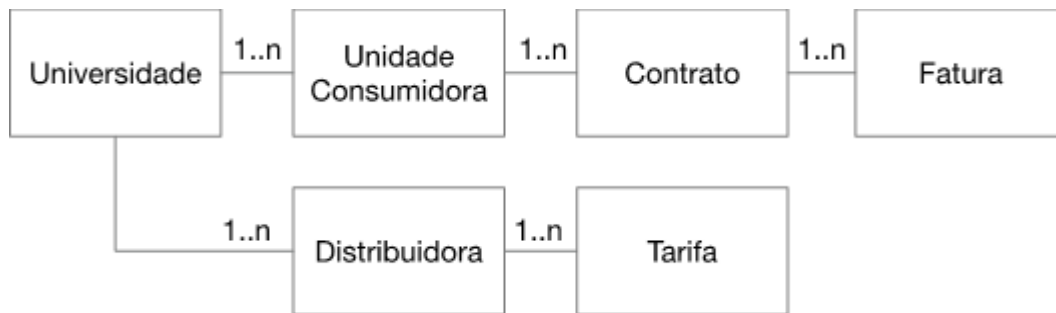 Universidade
1..n
Unidade
Consumidora
1..n
Contrato
1..n
Fatura
1..n
Distribuidora
1..n
Tarifa